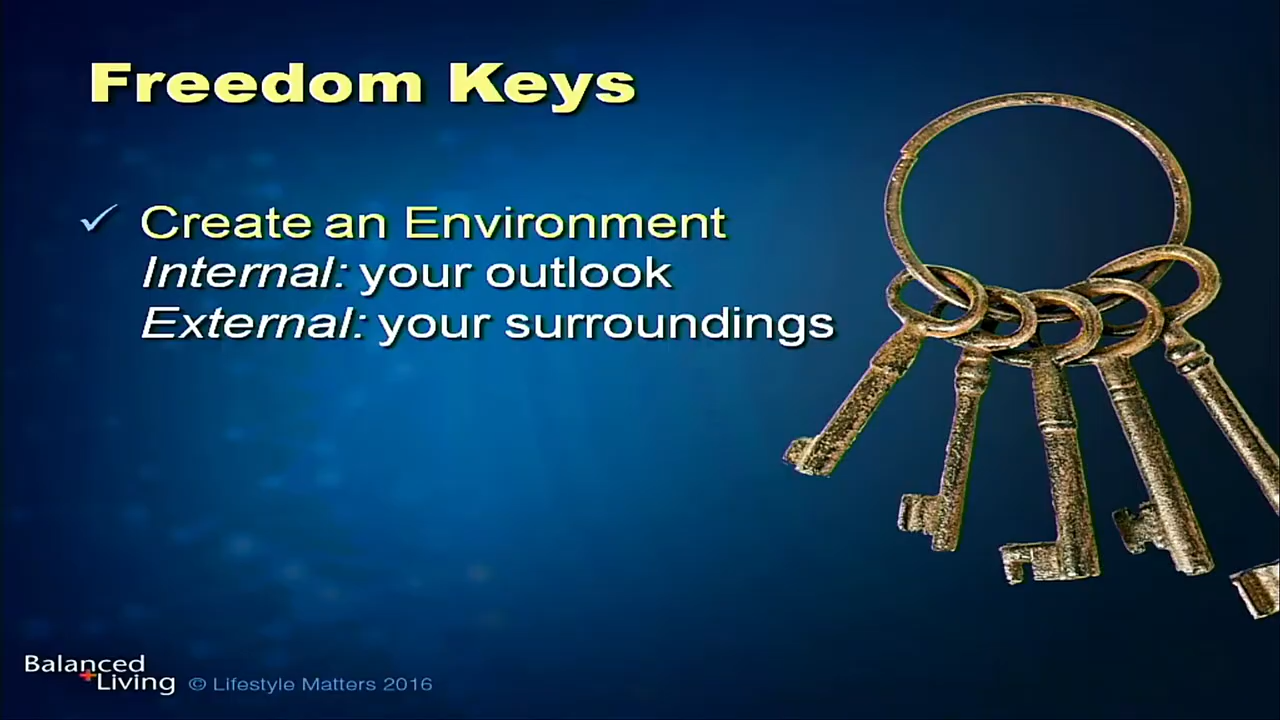 Freedom Keys
✓ Create an Environment
Internal: your outlook
External: your surroundings
Balanced
+Living © Lifestyle Matters 2016